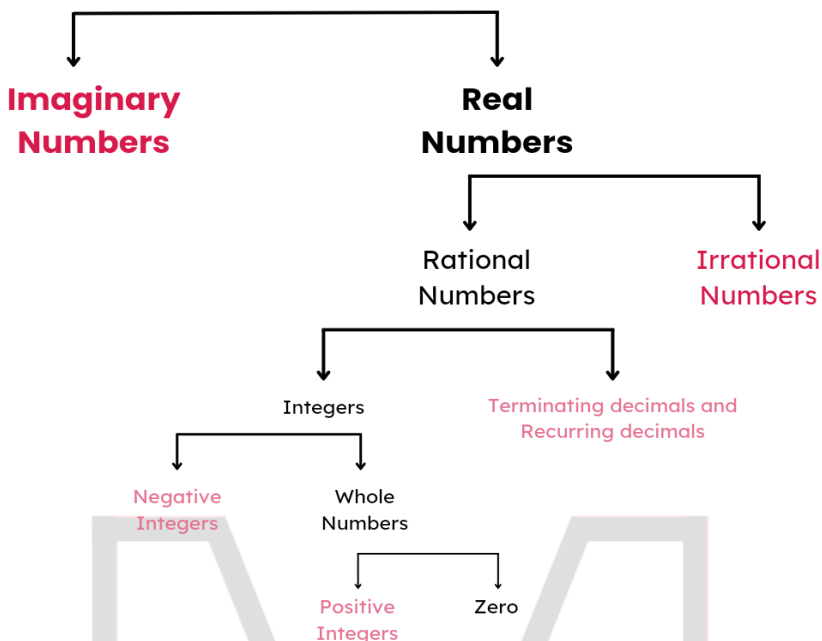 Imaginary
Numbers
Real
Numbers
Rational
Numbers
Irrational
Numbers
Integers
Terminating decimals and
Recurring decimals
Negative
Integers
Whole
Numbers
Positive
Integers
Zero